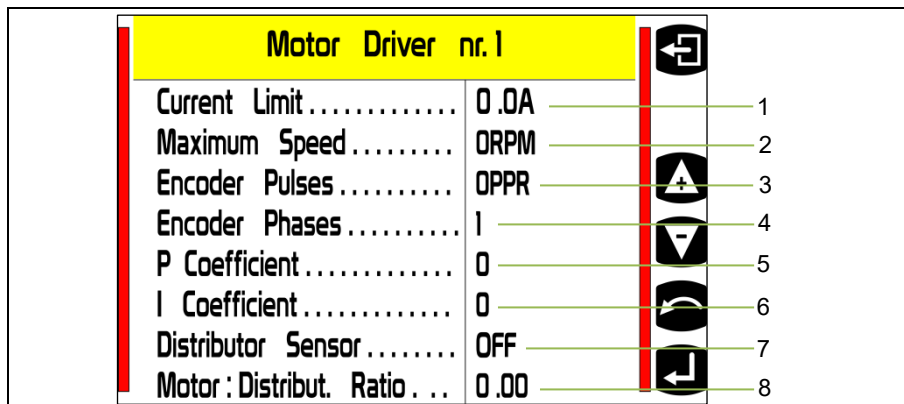 Motor Driver nr.1
Current Limit............. 0.0A 1
Maximum Speed......... 0RPM 2
Encoder Pulses.......... 0PPR 3
Encoder Phases.......... 1 4
P Coefficient............. 0 5
I Coefficient............. 0 6
Distributor Sensor........ OFF 7
Motor:Distribut. Ratio... 0.00 8